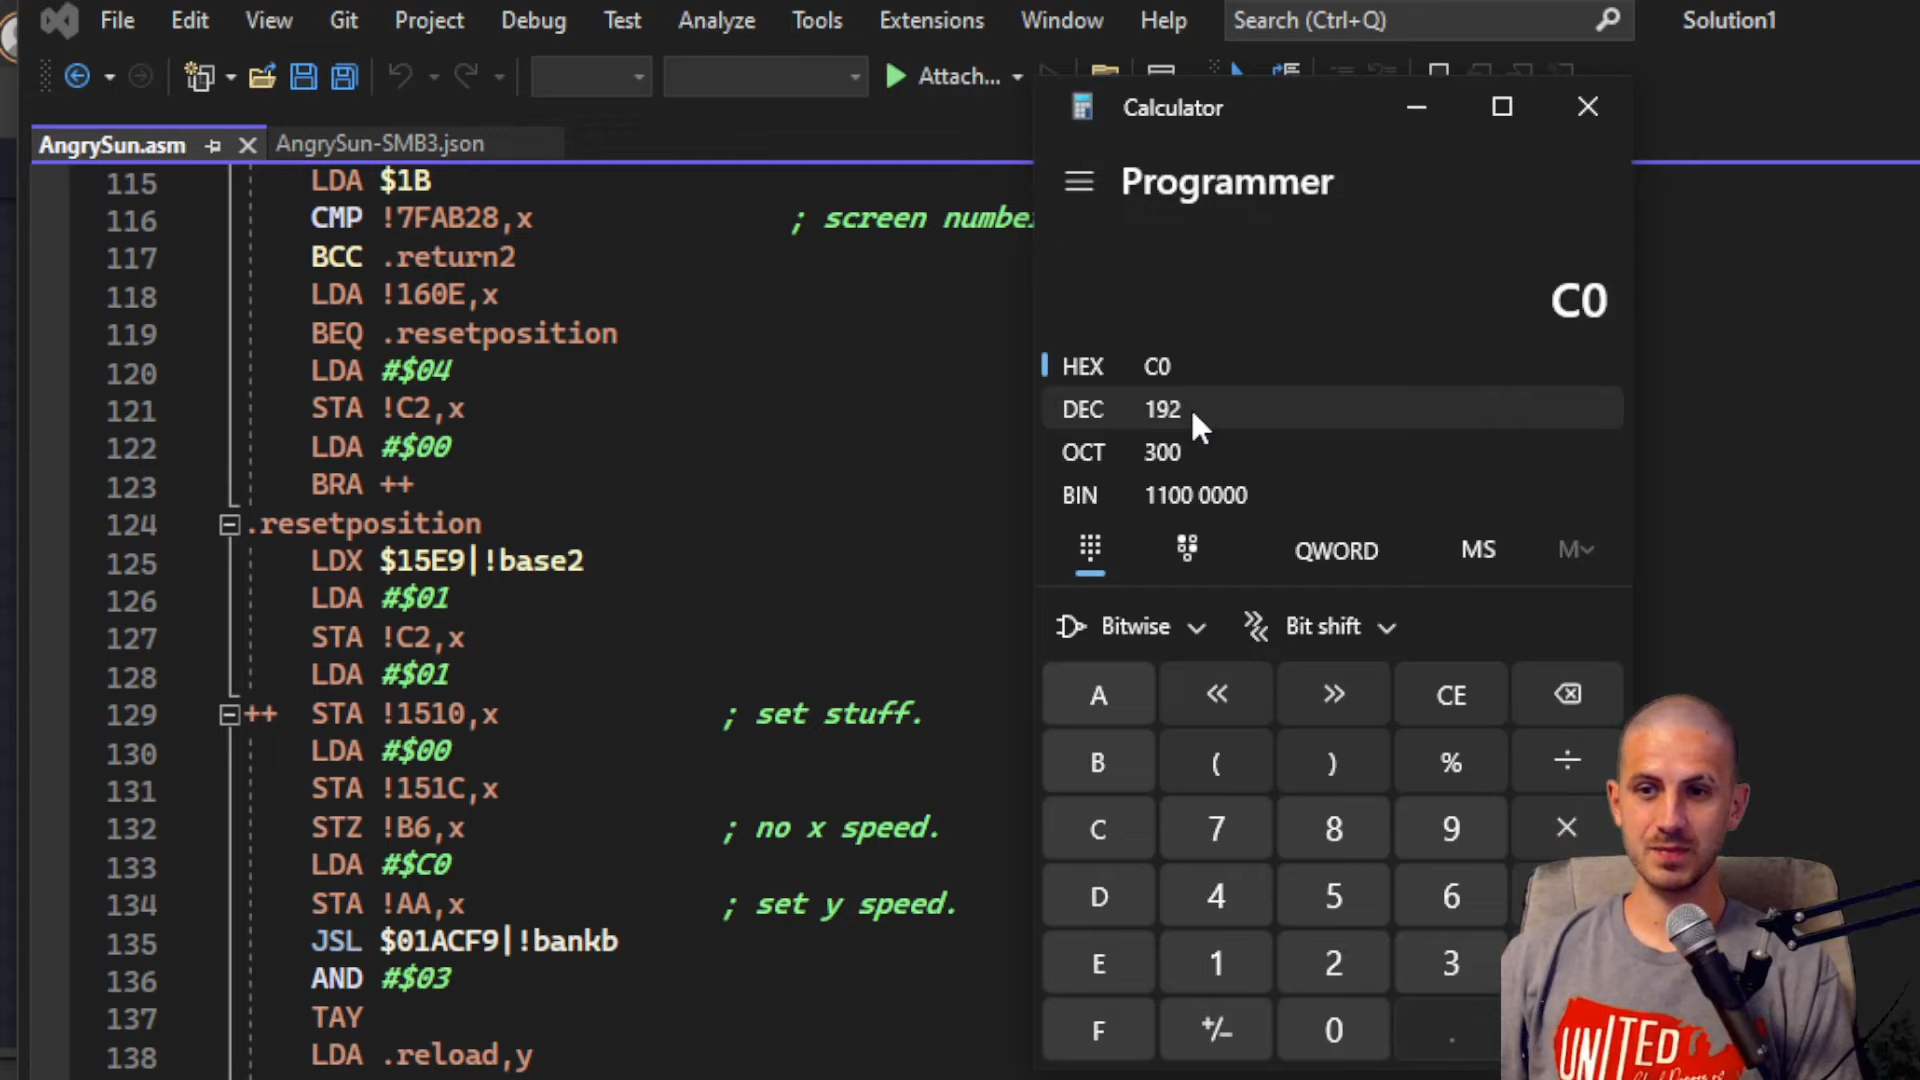 File Edit View Git Project Debug Test Analyze Tools Extensions Window Help Search (Ctrl+Q) Solution1
Attach...
AngrySun.asm AngrySun-SMB3.json
115 LDA $1B
116 CMP !7FAB28,x ; screen number
117 BCC .return2
118 LDA !160E,x
119 BEQ .resetposition
120 LDA #$04
121 STA !C2,x
122 LDA #$00
123 BRA ++
124 .resetposition
125 LDX $15E9|!base2
126 LDA #$01
127 STA !C2,x
128 LDA #$01
129 ++ STA !1510,x ; set stuff.
130 LDA #$00
131 STA !151C,x
132 STZ !B6,x ; no x speed.
133 LDA #$C0
134 STA !AA,x ; set y speed.
135 JSL $01ACF9|!bankb
136 AND #$03
137 TAY
138 LDA .reload,y
Calculator
Programmer
C0
HEX C0
DEC 192
OCT 300
BIN 1100 0000
QWORD MS M
Bitwise Bit shift
A << >> CE
B ( ) % ÷
C 7 8 9 ×
D 4 5 6
E 1 2 3
F +/- 0 .
UNITED